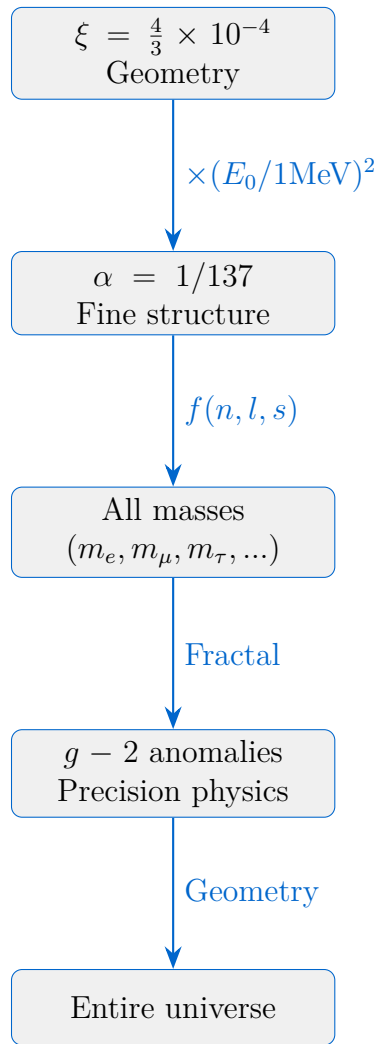 ξ = 4/3 × 10⁻⁴
Geometry
×(E₀/1MeV)²
α = 1/137
Fine structure
f(n, l, s)
All masses
(mₑ, m_μ, m_τ, ...)
Fractal
g − 2 anomalies
Precision physics
Geometry
Entire universe